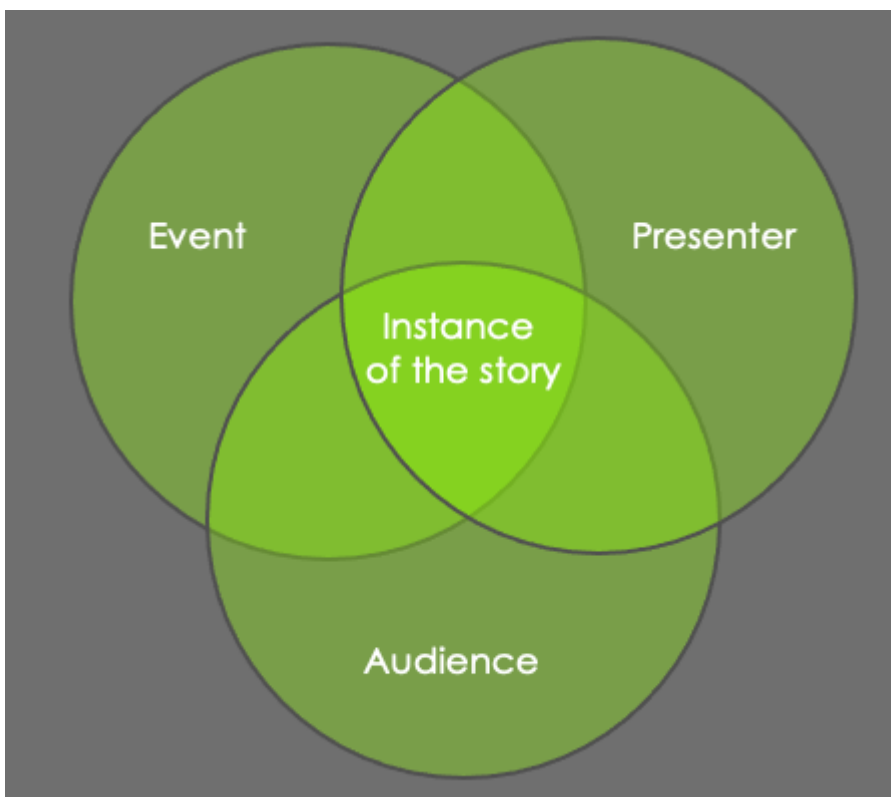 Event
Presenter
Instance
of the story
Audience